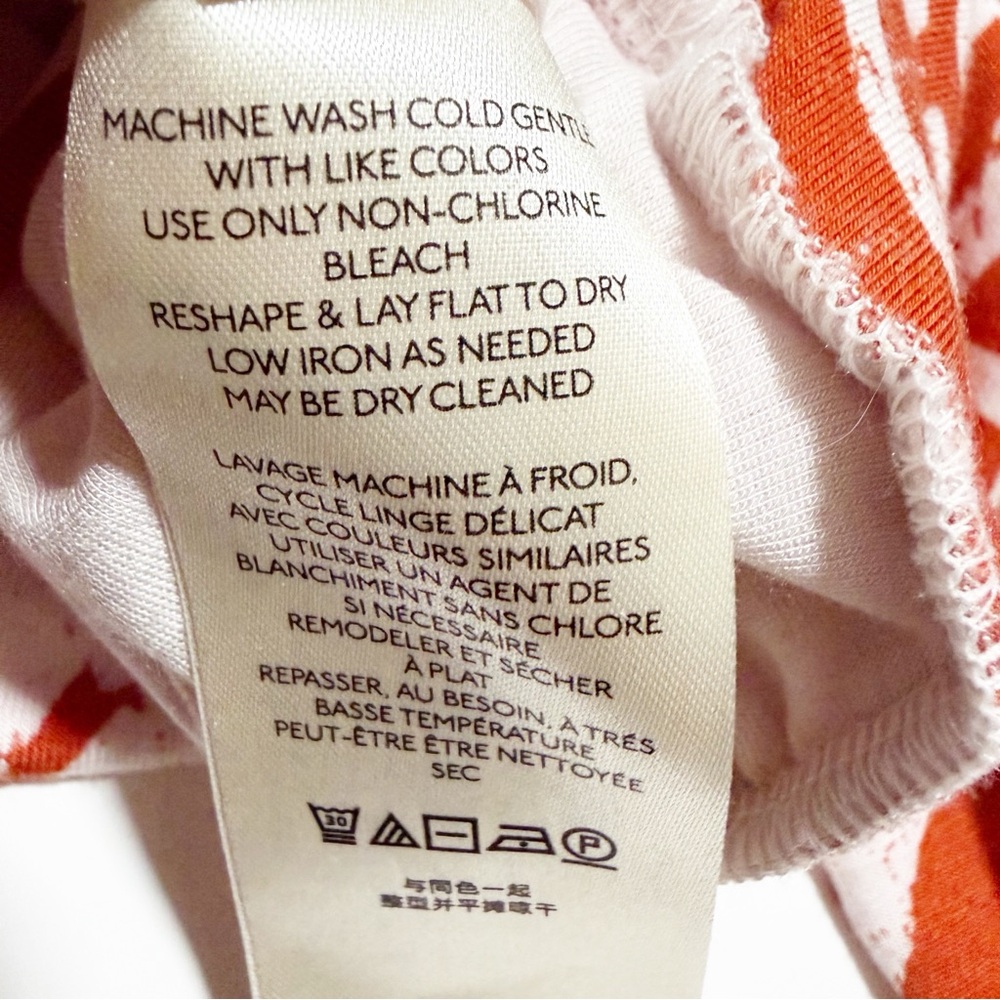 MACHINE WASH COLD GENTLE
WITH LIKE COLORS
USE ONLY NON-CHLORINE
BLEACH
RESHAPE & LAY FLAT TO DRY
LOW IRON AS NEEDED
MAY BE DRY CLEANED
LAVAGE MACHINE À FROID,
CYCLE LINGE DÉLICAT
AVEC COULEURS SIMILAIRES
UTILISER UN AGENT DE
BLANCHIMENT SANS CHLORE
SI NÉCESSAIRE
REMODELER ET SÉCHER
À PLAT
REPASSER, AU BESOIN, À TRÉS
BASSE TEMPÉRATURE
PEUT-ÊTRE ÊTRE NETTOYÉE
SEC
30 P
与同色一起
整型并平摊晾干